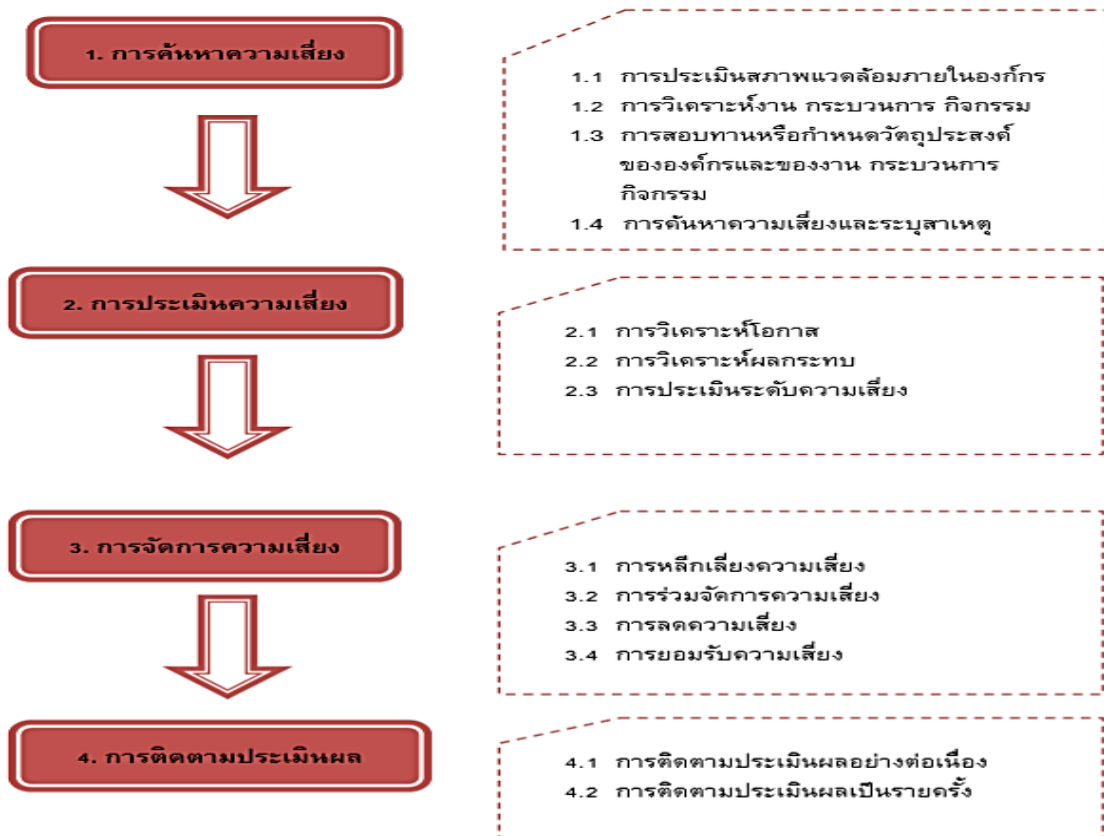 1. การค้นหาความเสี่ยง
1.1 การประเมินสภาพแวดล้อมภายในองค์กร
1.2 การวิเคราะห์งาน กระบวนการ กิจกรรม
1.3 การสอบทานหรือกำหนดวัตถุประสงค์
ขององค์กรและของงาน กระบวนการ
กิจกรรม
1.4 การค้นหาความเสี่ยงและระบุสาเหตุ
2. การประเมินความเสี่ยง
2.1 การวิเคราะห์โอกาส
2.2 การวิเคราะห์ผลกระทบ
2.3 การประเมินระดับความเสี่ยง
3. การจัดการความเสี่ยง
3.1 การหลีกเลี่ยงความเสี่ยง
3.2 การร่วมจัดการความเสี่ยง
3.3 การลดความเสี่ยง
3.4 การยอมรับความเสี่ยง
4. การติดตามประเมินผล
4.1 การติดตามประเมินผลอย่างต่อเนื่อง
4.2 การติดตามประเมินผลเป็นรายครั้ง